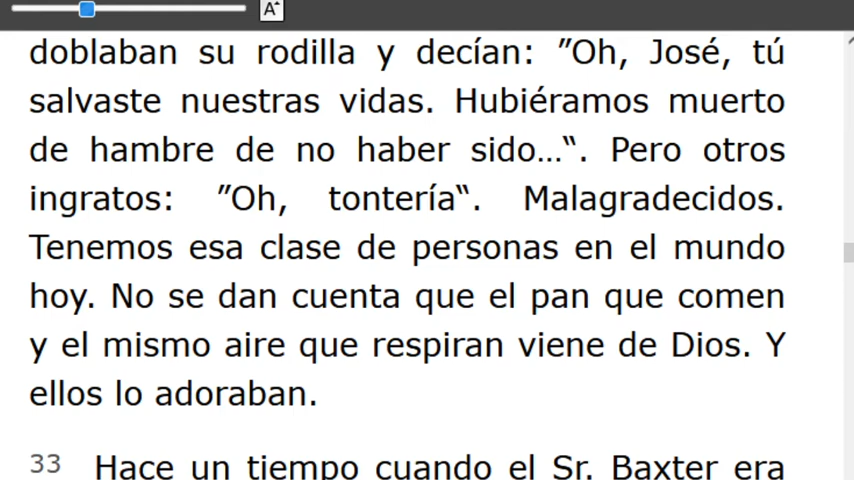 A
doblaban su rodilla y decían: ”Oh, José, tú
salvaste nuestras vidas. Hubiéramos muerto
de hambre de no haber sido...“. Pero otros
ingratos: ”Oh, tontería“. Malagradecidos.
Tenemos esa clase de personas en el mundo
hoy. No se dan cuenta que el pan que comen
y el mismo aire que respiran viene de Dios. Y
ellos lo adoraban.
33 Hace un tiempo cuando el Sr. Baxter era